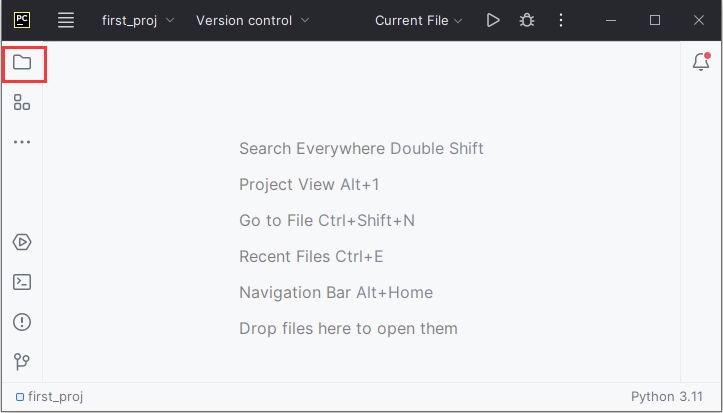 PC first_proj Version control Current File
Search Everywhere Double Shift
Project View Alt+1
Go to File Ctrl+Shift+N
Recent Files Ctrl+E
Navigation Bar Alt+Home
Drop files here to open them
first_proj Python 3.11